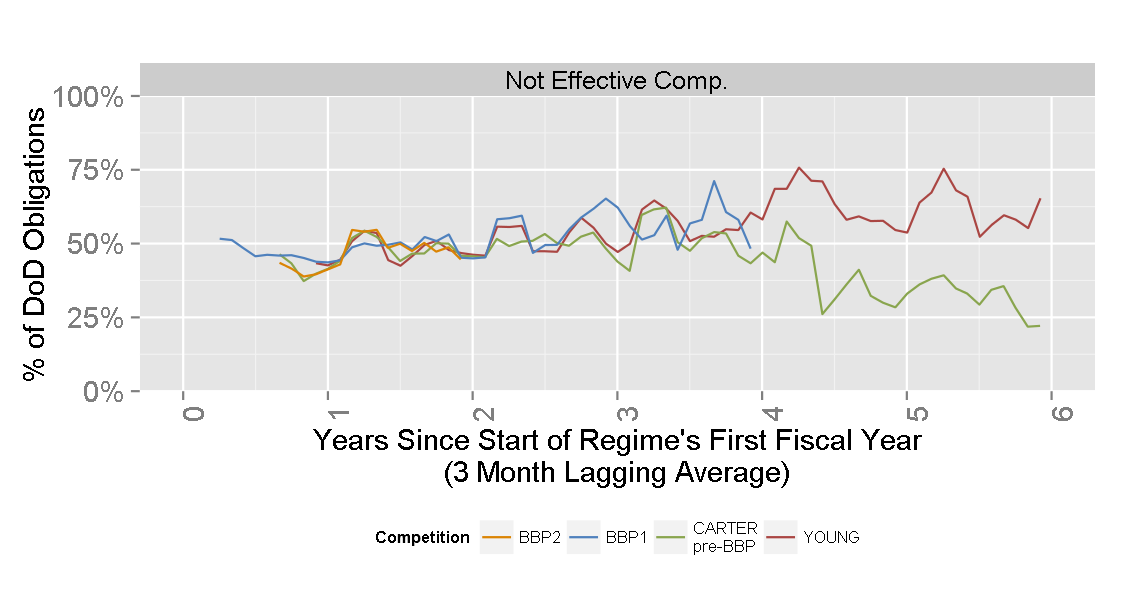 Not Effective Comp.
% of DoD Obligations
100%
75%
50%
25%
0%
0
1
2
3
4
5
6
Years Since Start of Regime's First Fiscal Year
(3 Month Lagging Average)
Competition
BBP2
BBP1
CARTER
pre-BBP
YOUNG